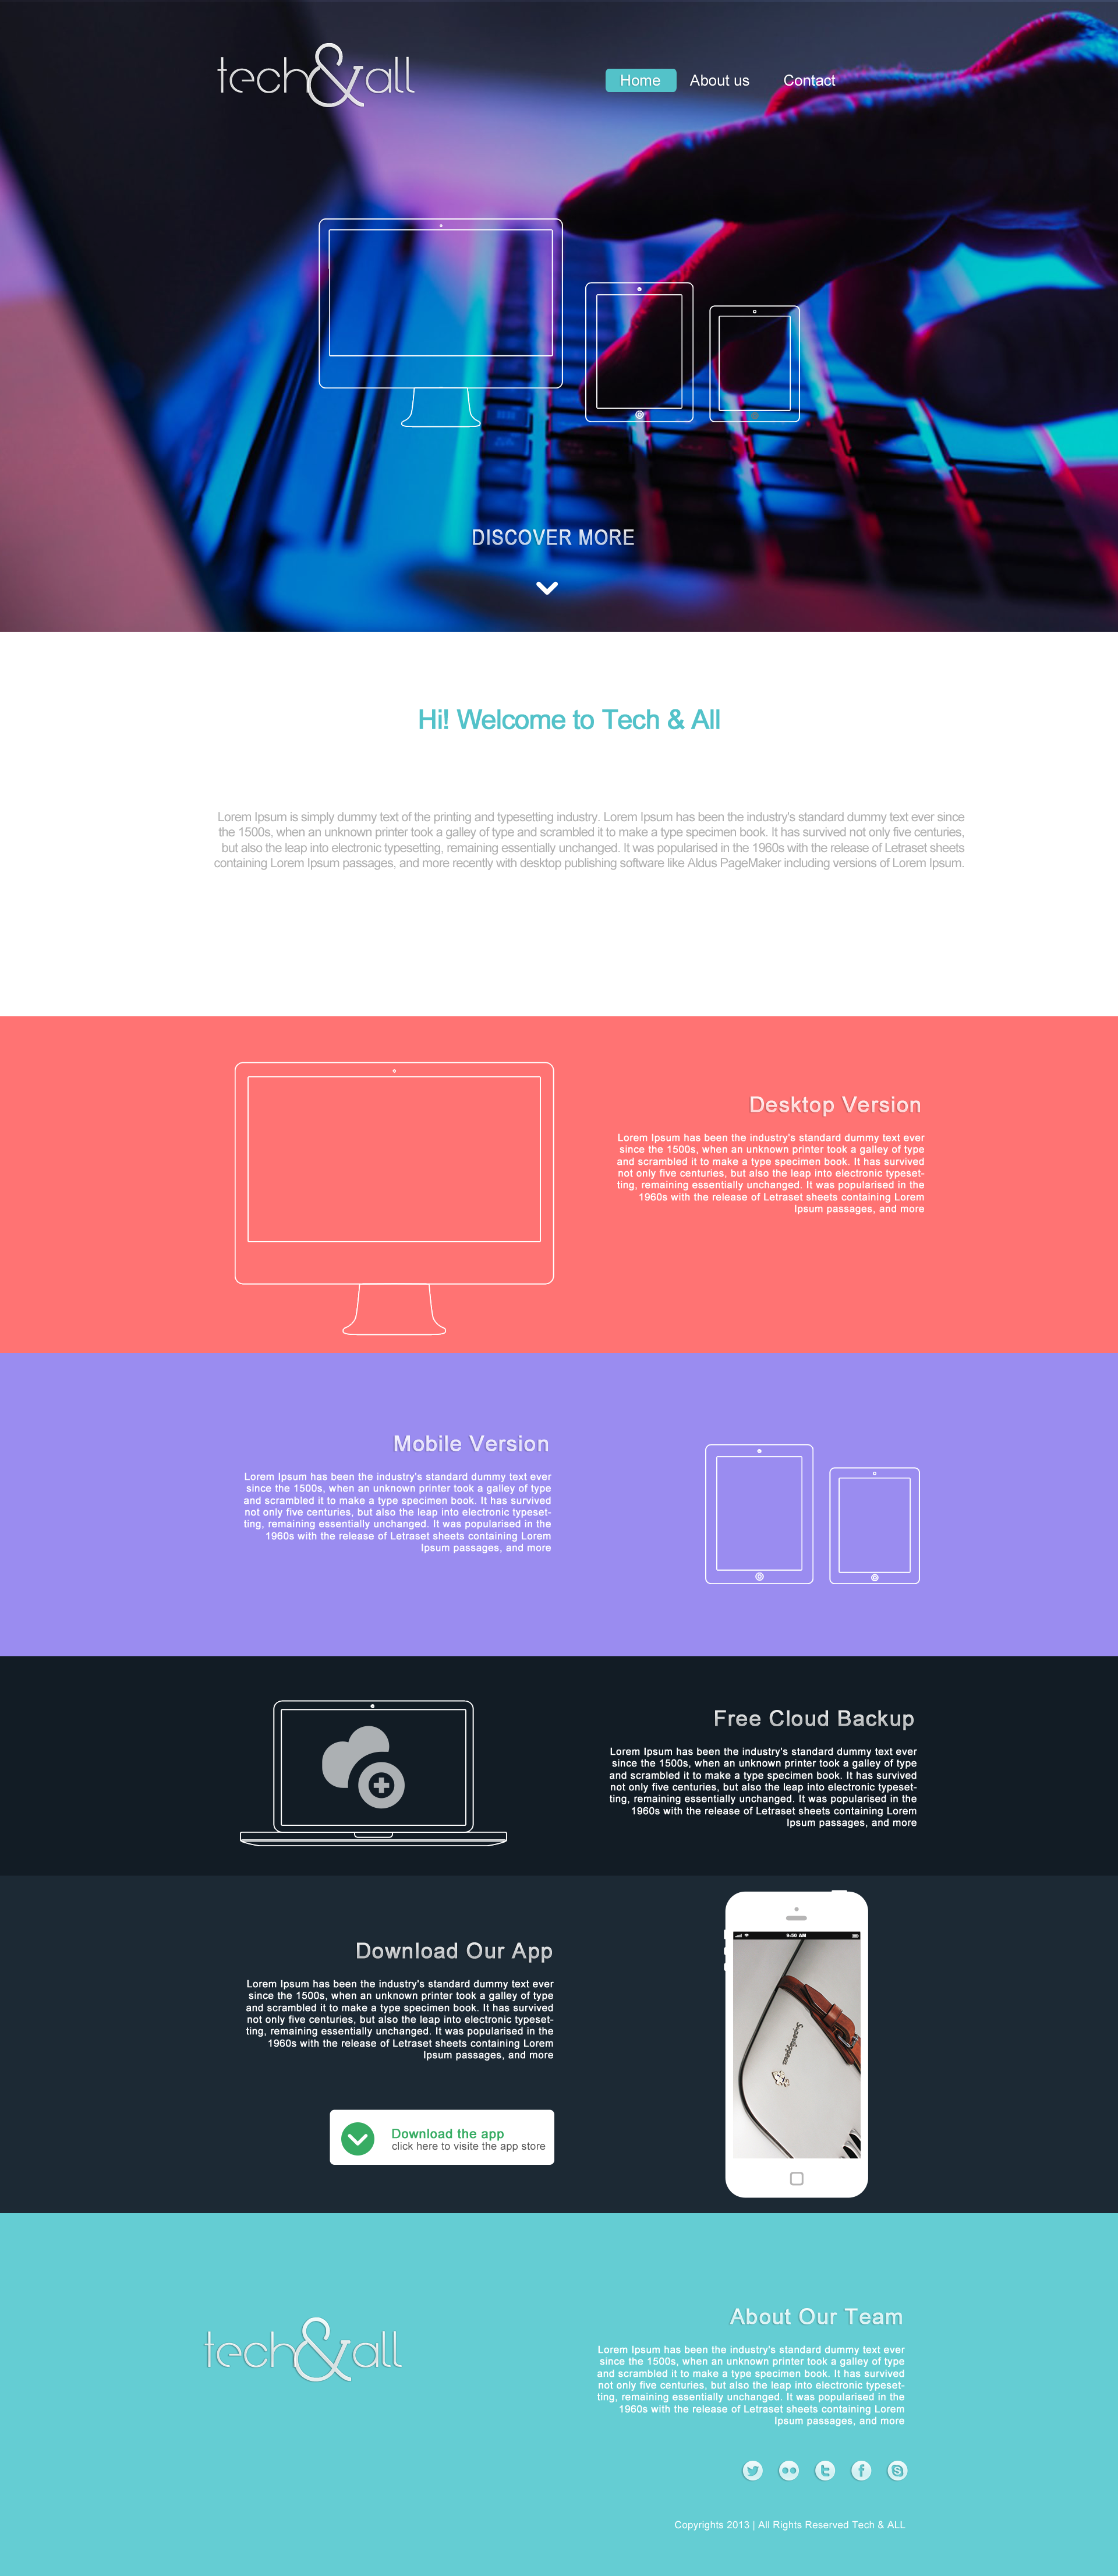 tech&all
Home About us Contact
DISCOVER MORE
Hi! Welcome to Tech & All
Lorem Ipsum is simply dummy text of the printing and typesetting industry. Lorem Ipsum has been the industry's standard dummy text ever since
the 1500s, when an unknown printer took a galley of type and scrambled it to make a type specimen book. It has survived not only five centuries,
but also the leap into electronic typesetting, remaining essentially unchanged. It was popularised in the 1960s with the release of Letraset sheets
containing Lorem Ipsum passages, and more recently with desktop publishing software like Aldus PageMaker including versions of Lorem Ipsum.
Desktop Version
Lorem Ipsum has been the industry's standard dummy text ever
since the 1500s, when an unknown printer took a galley of type
and scrambled it to make a type specimen book. It has survived
not only five centuries, but also the leap into electronic typeset-
ting, remaining essentially unchanged. It was popularised in the
1960s with the release of Letraset sheets containing Lorem
Ipsum passages, and more
Mobile Version
Lorem Ipsum has been the industry's standard dummy text ever
since the 1500s, when an unknown printer took a galley of type
and scrambled it to make a type specimen book. It has survived
not only five centuries, but also the leap into electronic typeset-
ting, remaining essentially unchanged. It was popularised in the
1960s with the release of Letraset sheets containing Lorem
Ipsum passages, and more
Free Cloud Backup
Lorem Ipsum has been the industry's standard dummy text ever
since the 1500s, when an unknown printer took a galley of type
and scrambled it to make a type specimen book. It has survived
not only five centuries, but also the leap into electronic typeset-
ting, remaining essentially unchanged. It was popularised in the
1960s with the release of Letraset sheets containing Lorem
Ipsum passages, and more
Download Our App
Lorem Ipsum has been the industry's standard dummy text ever
since the 1500s, when an unknown printer took a galley of type
and scrambled it to make a type specimen book. It has survived
not only five centuries, but also the leap into electronic typeset-
ting, remaining essentially unchanged. It was popularised in the
1960s with the release of Letraset sheets containing Lorem
Ipsum passages, and more
Download the app
click here to visite the app store
9:50 AM
tech&all
About Our Team
Lorem Ipsum has been the industry's standard dummy text ever
since the 1500s, when an unknown printer took a galley of type
and scrambled it to make a type specimen book. It has survived
not only five centuries, but also the leap into electronic typeset-
ting, remaining essentially unchanged. It was popularised in the
1960s with the release of Letraset sheets containing Lorem
Ipsum passages, and more
Copyrights 2013 | All Rights Reserved Tech & ALL